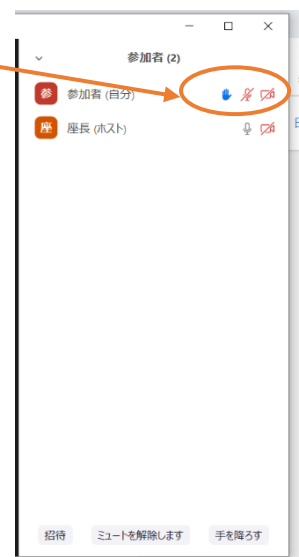 参加者 (2)
参 参加者 (自分)
座 座長 (ホスト)
招待 ミュートを解除します 手を降ろす